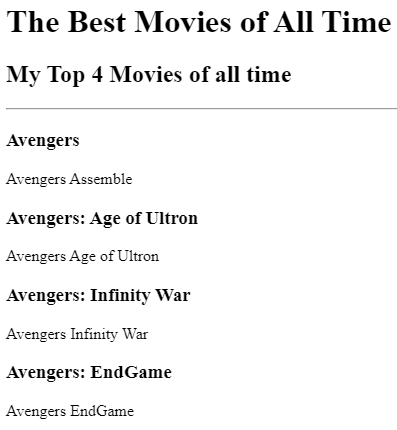 The Best Movies of All Time
My Top 4 Movies of all time
Avengers
Avengers Assemble
Avengers: Age of Ultron
Avengers Age of Ultron
Avengers: Infinity War
Avengers Infinity War
Avengers: EndGame
Avengers EndGame